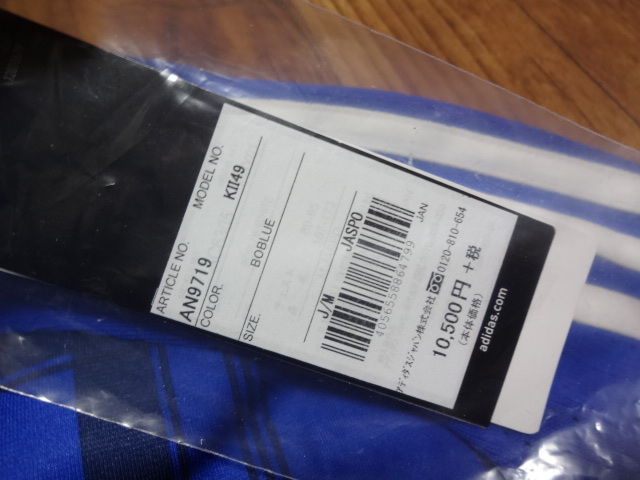 ARTICLE NO. MODEL NO.
AN9719 KII49
COLOR.
BOBLUE
SIZE.
J/M JASPO
4056558864799 JAN
アディダスジャパン株式会社 0120-810-654
10,500円 +税
(本体価格)
adidas.com